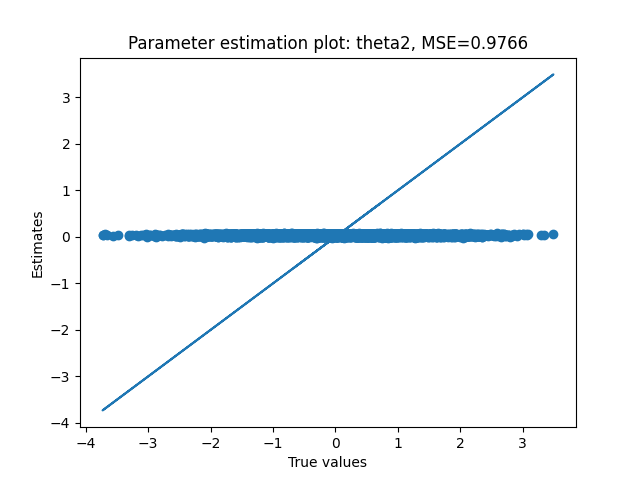 Parameter estimation plot: theta2, MSE=0.9766
Estimates
3
2
1
0
−1
−2
−3
−4
−4 −3 −2 −1 0 1 2 3
True values